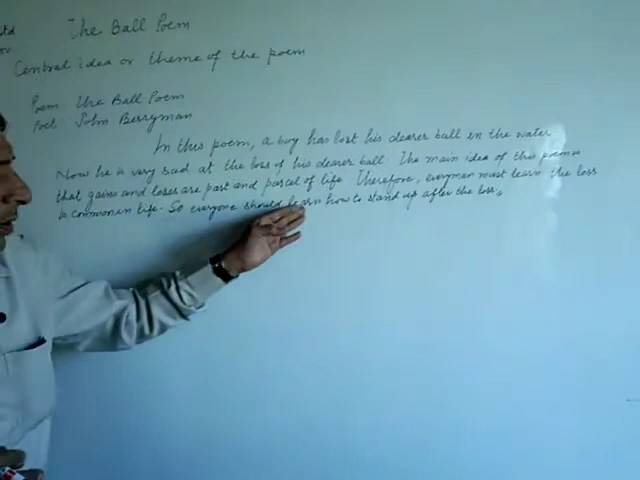 The Ball Poem
Central idea or theme of the poem
Poem: The Ball Poem
Poet: John Berryman
In this poem, a boy has lost his dearer ball in the water
Now he is very sad at the loss of his dearer ball. The main idea of this poem is
that gains and loses are part and parcel of life. Therefore, everyman must learn the loss
is common in life. So everyone should learn how to stand up after the loss.